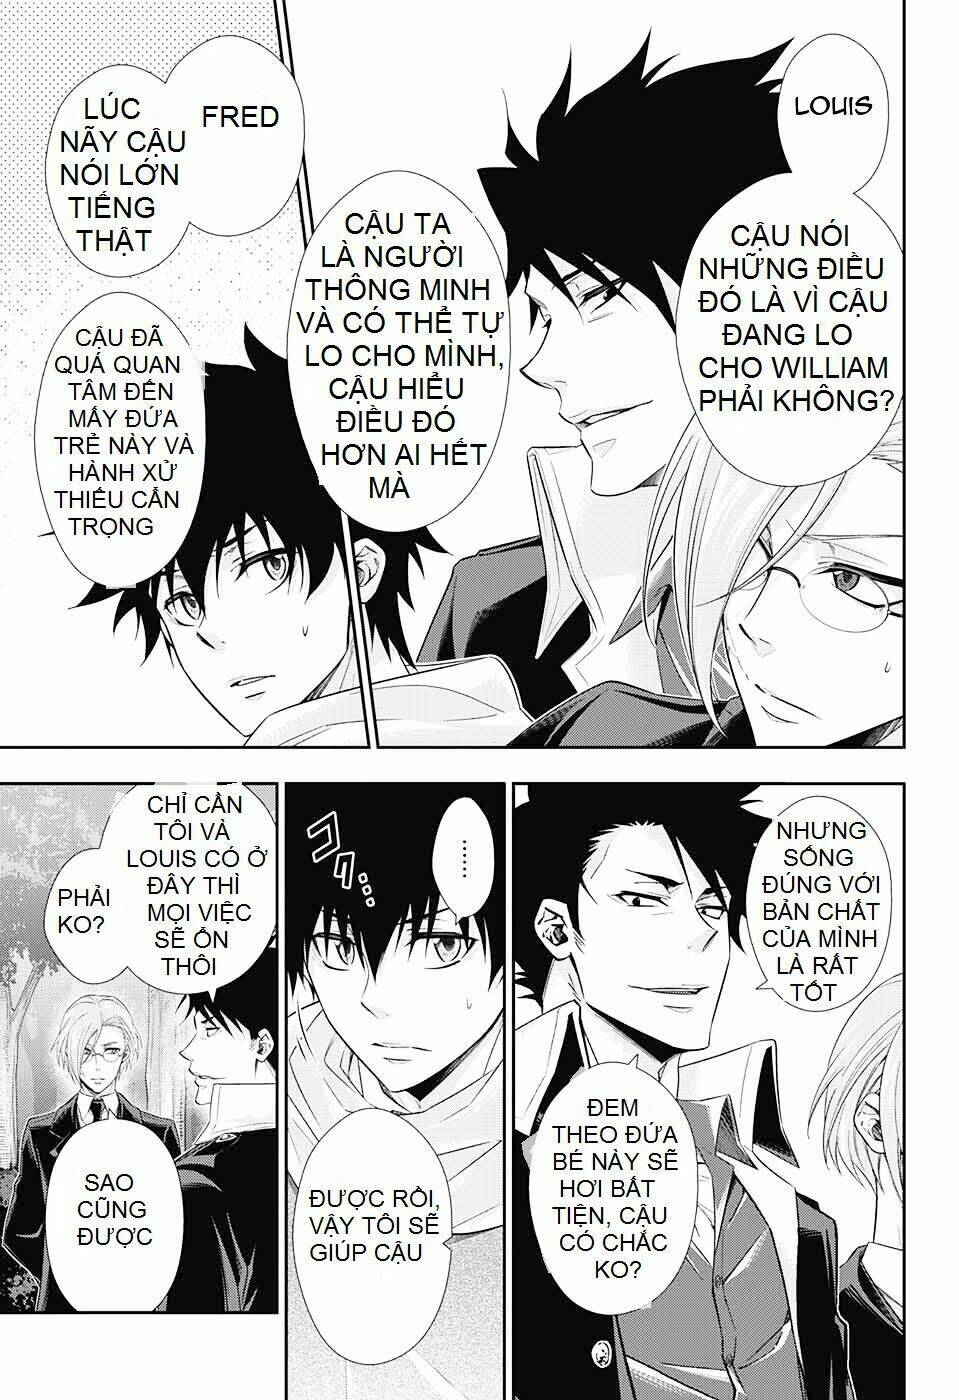 LOUIS
CẬU NÓI
NHỮNG ĐIỀU
ĐÓ LÀ VÌ CẬU
ĐANG LO
CHO WILLIAM
PHẢI KHÔNG?
CẬU TA
LÀ NGƯỜI
THÔNG MINH
VÀ CÓ THỂ TỰ
LO CHO MÌNH,
CẬU HIỂU
ĐIỀU ĐÓ
HƠN AI HẾT
MÀ
FRED
LÚC
NÃY CẬU
NÓI LỚN
TIẾNG
THẬT
CẬU ĐÃ
QUÁ QUAN
TÂM ĐẾN
MẤY ĐỨA
TRẺ NÀY VÀ
HÀNH XỬ
THIẾU CẨN
TRỌNG
NHƯNG
SỐNG
ĐÚNG VỚI
BẢN CHẤT
CỦA MÌNH
LÀ RẤT
TỐT
ĐEM
THEO ĐỨA
BÉ NÀY SẼ
HƠI BẤT
TIỆN, CẬU
CÓ CHẮC
KO?
......
コク...
ĐƯỢC RỒI,
VẬY TÔI SẼ
GIÚP CẬU
CHỈ CẦN
TÔI VÀ
LOUIS CÓ Ở
ĐÂY THÌ
MỌI VIỆC
SẼ ỔN
THÔI
PHẢI
KO?
SAO
CŨNG
ĐƯỢC